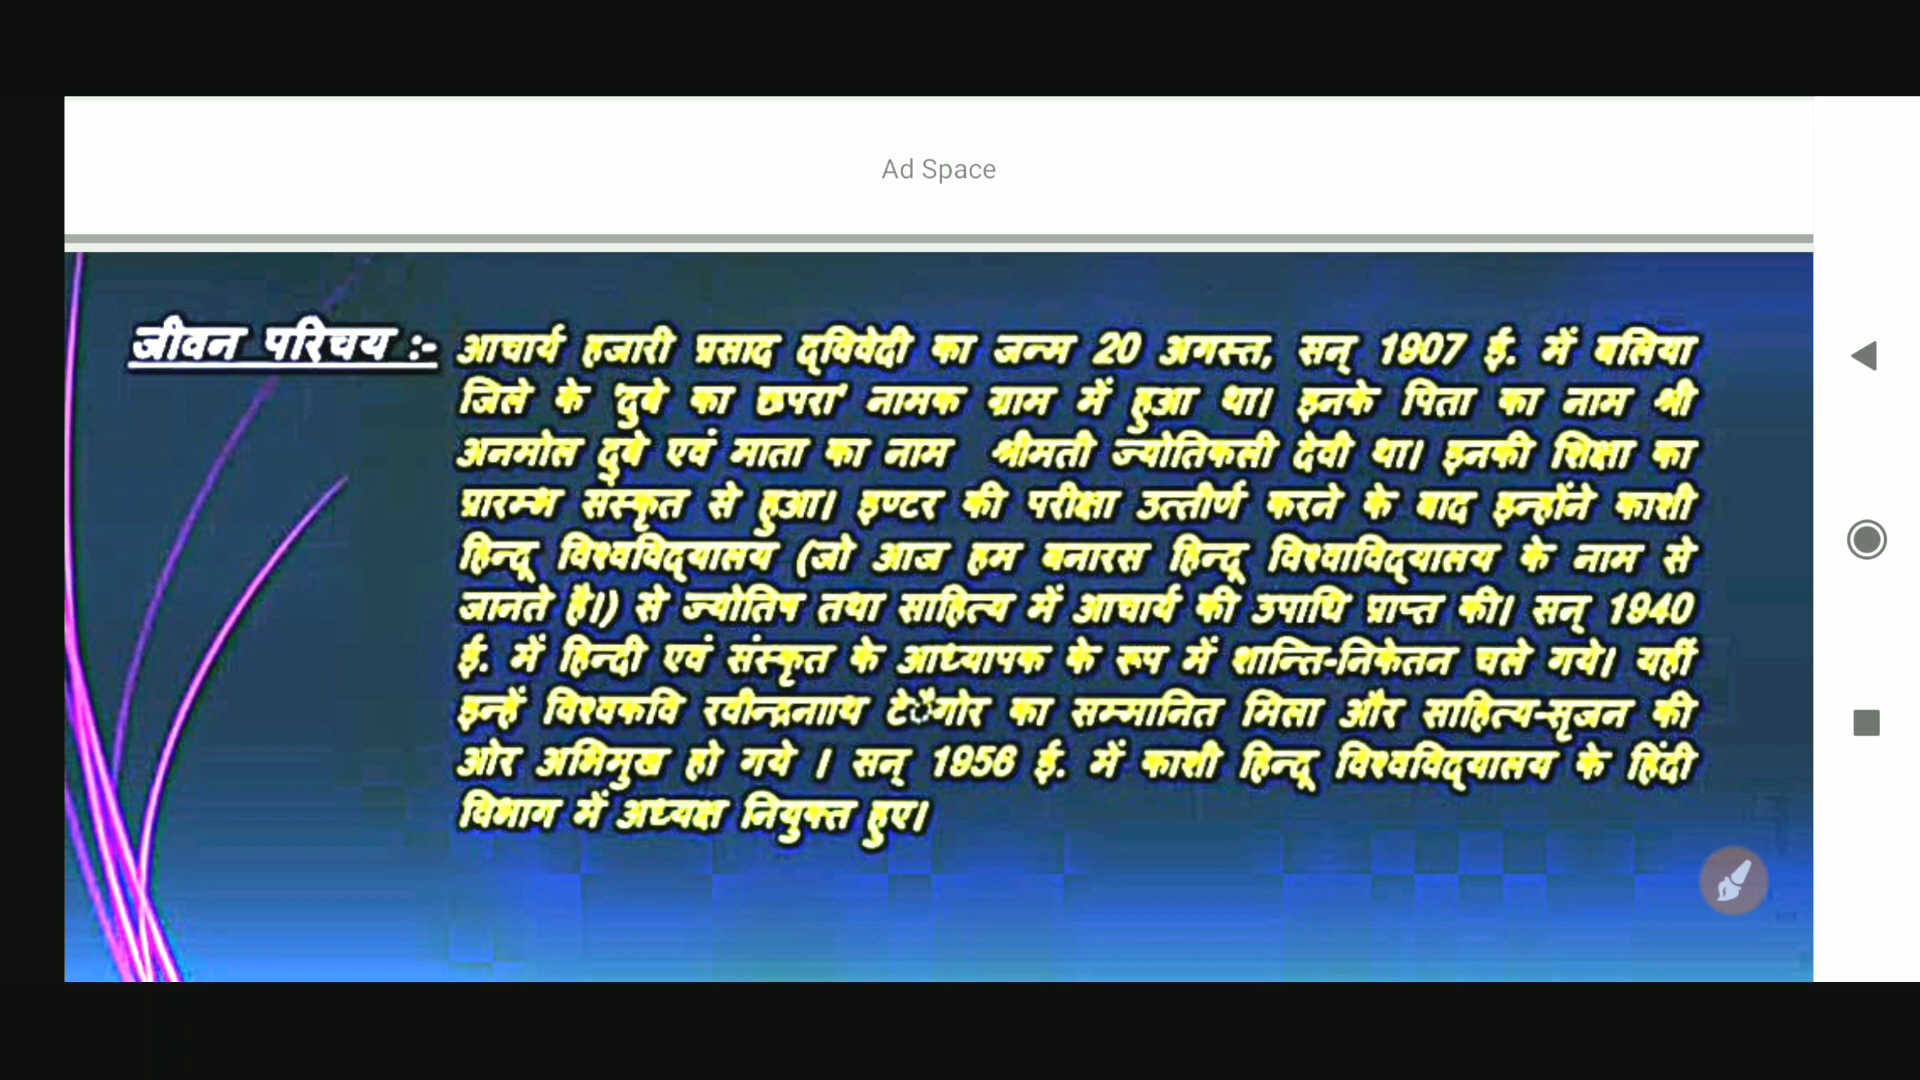 Ad Space
जीवन परिचय :- आचार्य हजारी प्रसाद द्विवेदी का जन्म 20 अगस्त, सन् 1907 ई. में बलिया
जिले के 'दुबे का छपरा' नामक ग्राम में हुआ था। इनके पिता का नाम श्री
अनमोल दुबे एवं माता का नाम श्रीमती ज्योतिकली देवी था। इनकी शिक्षा का
प्रारम्भ संस्कृत से हुआ। इण्टर की परीक्षा उत्तीर्ण करने के बाद इन्होंने काशी
हिन्दू विश्वविद्यालय (जो आज हम बनारस हिन्दू विश्वाविद्यालय के नाम से
जानते है।) से ज्योतिष तथा साहित्य में आचार्य की उपाधि प्राप्त की। सन् 1940
ई. में हिन्दी एवं संस्कृत के आध्यापक के रूप में शान्ति-निकेतन चले गये। यहीं
इन्हें विश्वकवि रवीन्द्रनााथ टेैगोर का सम्मानित मिला और साहित्य-सृजन की
ओर अभिमुख हो गये । सन् 1956 ई. में काशी हिन्दू विश्वविद्यालय के हिंदी
विभाग में अध्यक्ष नियुक्त हुए।